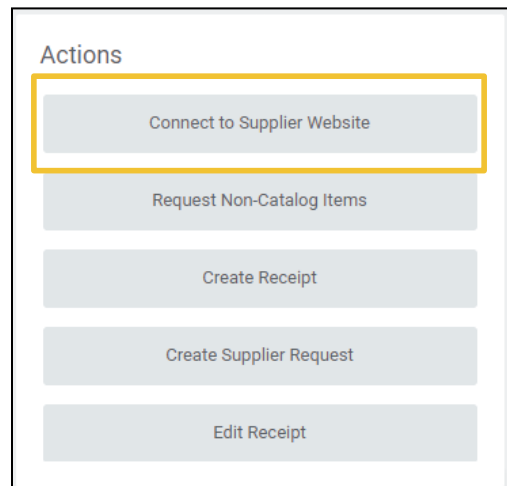 Actions
Connect to Supplier Website
Request Non-Catalog Items
Create Receipt
Create Supplier Request
Edit Receipt